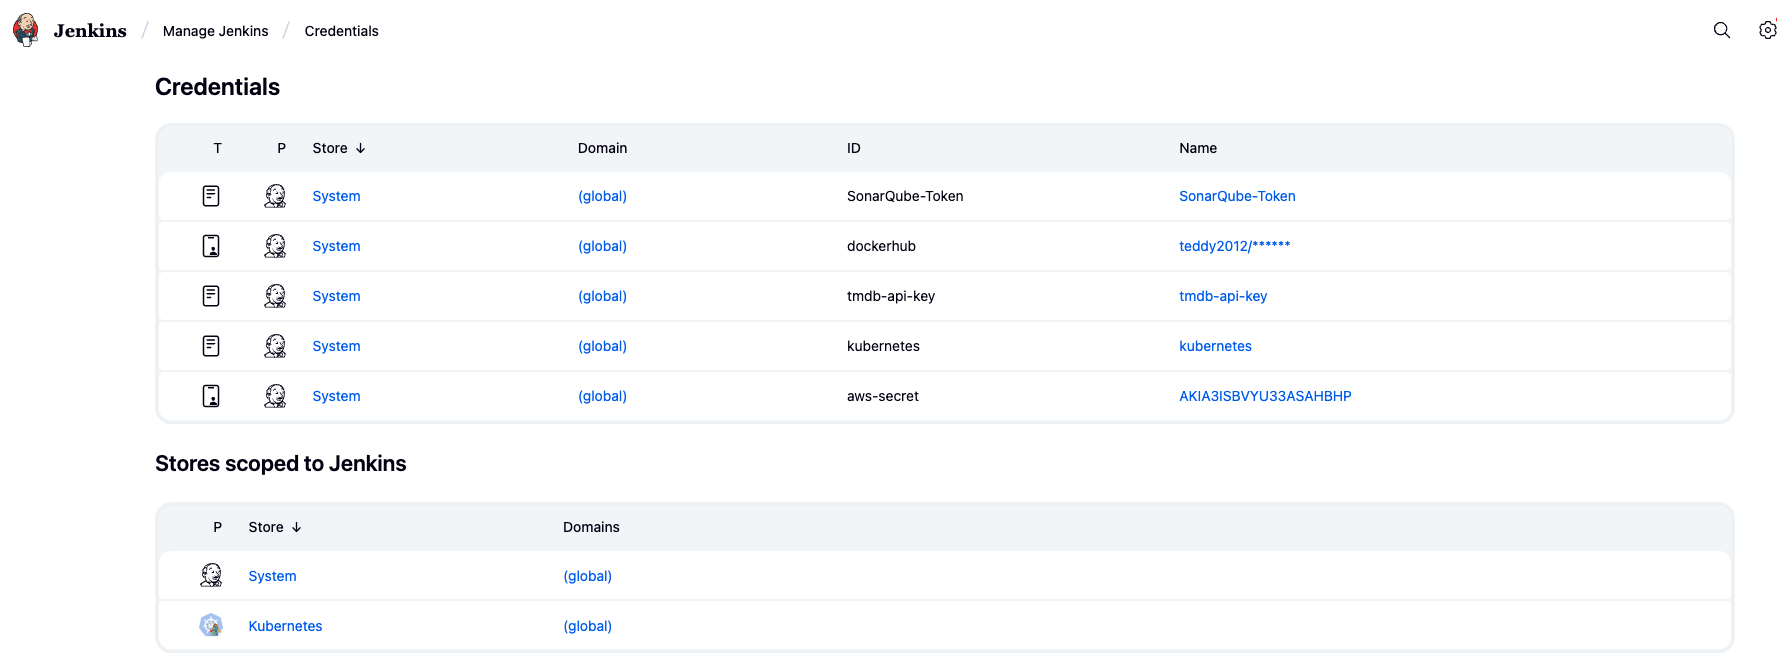 Jenkins / Manage Jenkins / Credentials
Credentials
T P Store ↓ Domain ID Name
System (global) SonarQube-Token SonarQube-Token
System (global) dockerhub teddy2012/******
System (global) tmdb-api-key tmdb-api-key
System (global) kubernetes kubernetes
System (global) aws-secret AKIA3ISBVYU33ASAHBHP
Stores scoped to Jenkins
P Store ↓ Domains
System (global)
Kubernetes (global)